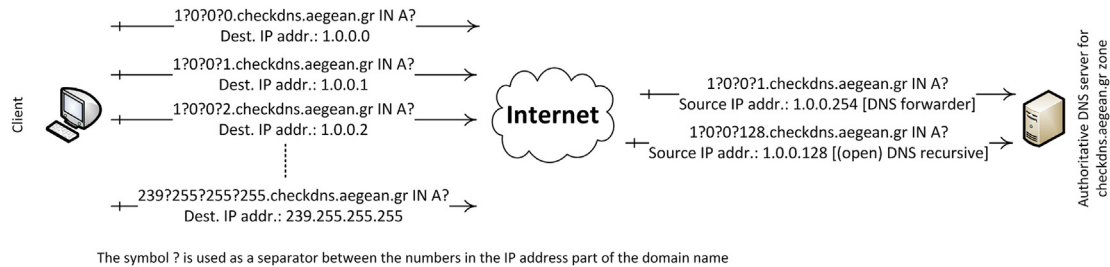 Client
1?0?0?0.checkdns.aegean.gr IN A?
Dest. IP addr.: 1.0.0.0
1?0?0?1.checkdns.aegean.gr IN A?
Dest. IP addr.: 1.0.0.1
1?0?0?2.checkdns.aegean.gr IN A?
Dest. IP addr.: 1.0.0.2
239?255?255?255.checkdns.aegean.gr IN A?
Dest. IP addr.: 239.255.255.255
Internet
1?0?0?1.checkdns.aegean.gr IN A?
Source IP addr.: 1.0.0.254 [DNS forwarder]
1?0?0?128.checkdns.aegean.gr IN A?
Source IP addr.: 1.0.0.128 [(open) DNS recursive]
Authoritative DNS server for
checkdns.aegean.gr zone
The symbol ? is used as a separator between the numbers in the IP address part of the domain name